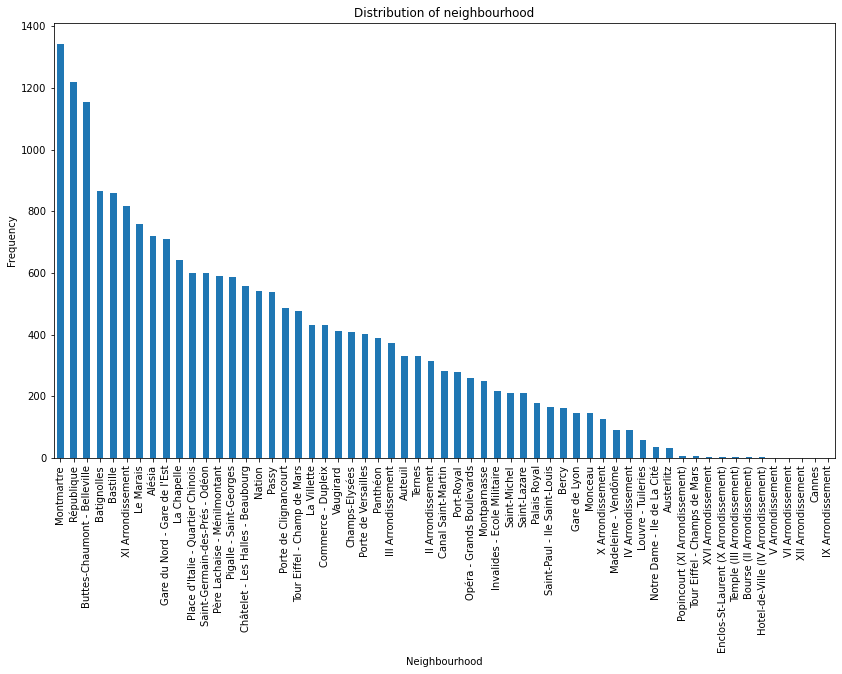 Distribution of neighbourhood
1400
1200
1000
800
600
400
200
0
Frequency
Montmartre
République
Buttes-Chaumont - Belleville
Batignolles
Bastille
XI Arrondissement
Le Marais
Alésia
Gare du Nord - Gare de l'Est
La Chapelle
Place d'Italie - Quartier Chinois
Saint-Germain-des-Prés - Odéon
Père Lachaise - Ménilmontant
Pigalle - Saint-Georges
Châtelet - Les Halles - Beaubourg
Nation
Passy
Porte de Clignancourt
Tour Eiffel - Champ de Mars
La Villette
Commerce - Dupleix
Vaugirard
Champs-Elysées
Porte de Versailles
Panthéon
III Arrondissement
Auteuil
Ternes
II Arrondissement
Canal Saint-Martin
Port-Royal
Opéra - Grands Boulevards
Montparnasse
Invalides - Ecole Militaire
Saint-Michel
Saint-Lazare
Palais Royal
Saint-Paul - Ile Saint-Louis
Bercy
Gare de Lyon
Monceau
X Arrondissement
Madeleine - Vendôme
IV Arrondissement
Louvre - Tuileries
Notre Dame - Ile de La Cité
Austerlitz
Popincourt (XI Arrondissement)
Tour Eiffel - Champs de Mars
XVI Arrondissement
Enclos-St-Laurent (X Arrondissement)
Temple (III Arrondissement)
Bourse (II Arrondissement)
Hotel-de-Ville (IV Arrondissement)
V Arrondissement
VI Arrondissement
XII Arrondissement
Cannes
IX Arrondissement
Neighbourhood